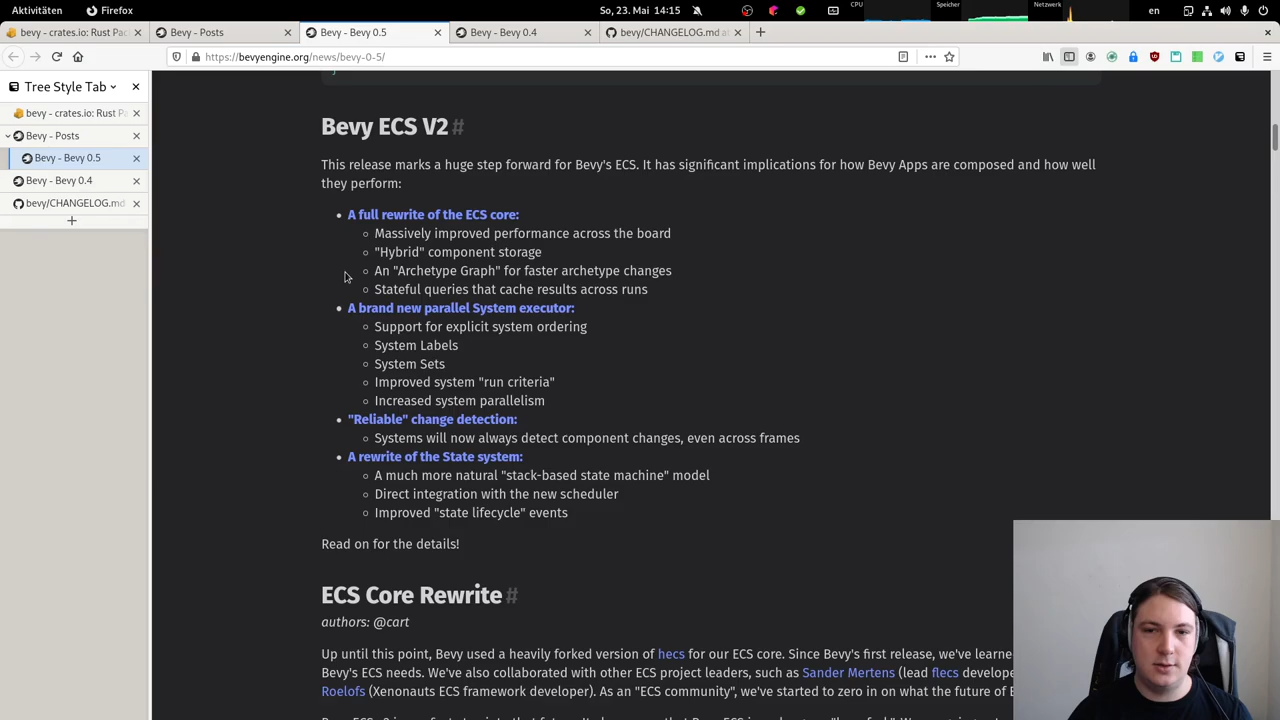 Aktivitäten
Firefox
So, 23. Mai 14:15
CPU
Speicher
Netzwerk
en
bevy - crates.io: Rust Pac
Bevy - Posts
Bevy - Bevy 0.5
Bevy - Bevy 0.4
bevy/CHANGELOG.md at
https://bevyengine.org/news/bevy-0-5/
Tree Style Tab
bevy - crates.io: Rust Pa
Bevy - Posts
Bevy - Bevy 0.5
Bevy - Bevy 0.4
bevy/CHANGELOG.md
Bevy ECS V2 #
This release marks a huge step forward for Bevy's ECS. It has significant implications for how Bevy Apps are composed and how well
they perform:
A full rewrite of the ECS core:
Massively improved performance across the board
"Hybrid" component storage
An "Archetype Graph" for faster archetype changes
Stateful queries that cache results across runs
A brand new parallel System executor:
Support for explicit system ordering
System Labels
System Sets
Improved system "run criteria"
Increased system parallelism
"Reliable" change detection:
Systems will now always detect component changes, even across frames
A rewrite of the State system:
A much more natural "stack-based state machine" model
Direct integration with the new scheduler
Improved "state lifecycle" events
Read on for the details!
ECS Core Rewrite #
authors: @cart
Up until this point, Bevy used a heavily forked version of hecs for our ECS core. Since Bevy's first release, we've learne
Bevy's ECS needs. We've also collaborated with other ECS project leaders, such as Sander Mertens (lead flecs develope
Roelofs (Xenonauts ECS framework developer). As an "ECS community", we've started to zero in on what the future of E